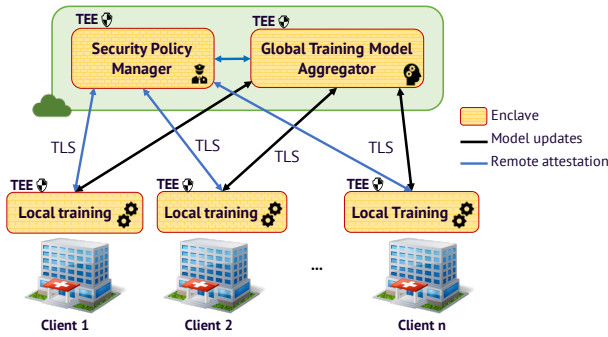 TEE
TEE
Security Policy
Manager
Global Training Model
Aggregator
Enclave
Model updates
Remote attestation
TLS
TLS
TLS
TEE
TEE
TEE
Local training
Local training
Local Training
...
Client 1
Client 2
Client n